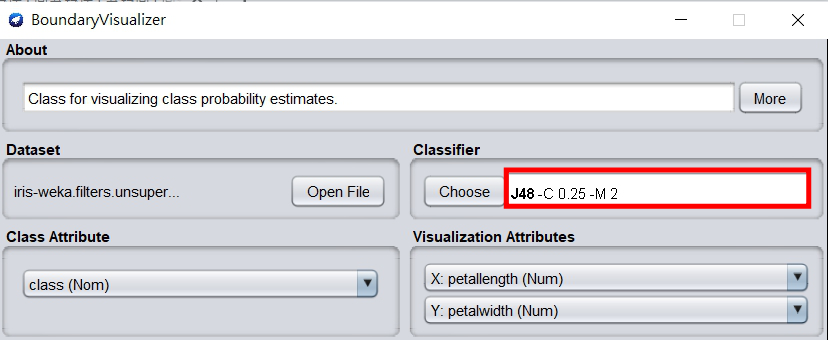 BoundaryVisualizer
About
Class for visualizing class probability estimates.
More
Dataset
iris-weka.filters.unsuper...
Open File
Classifier
Choose
J48 -C 0.25 -M 2
Class Attribute
class (Nom)
Visualization Attributes
X: petallength (Num)
Y: petalwidth (Num)